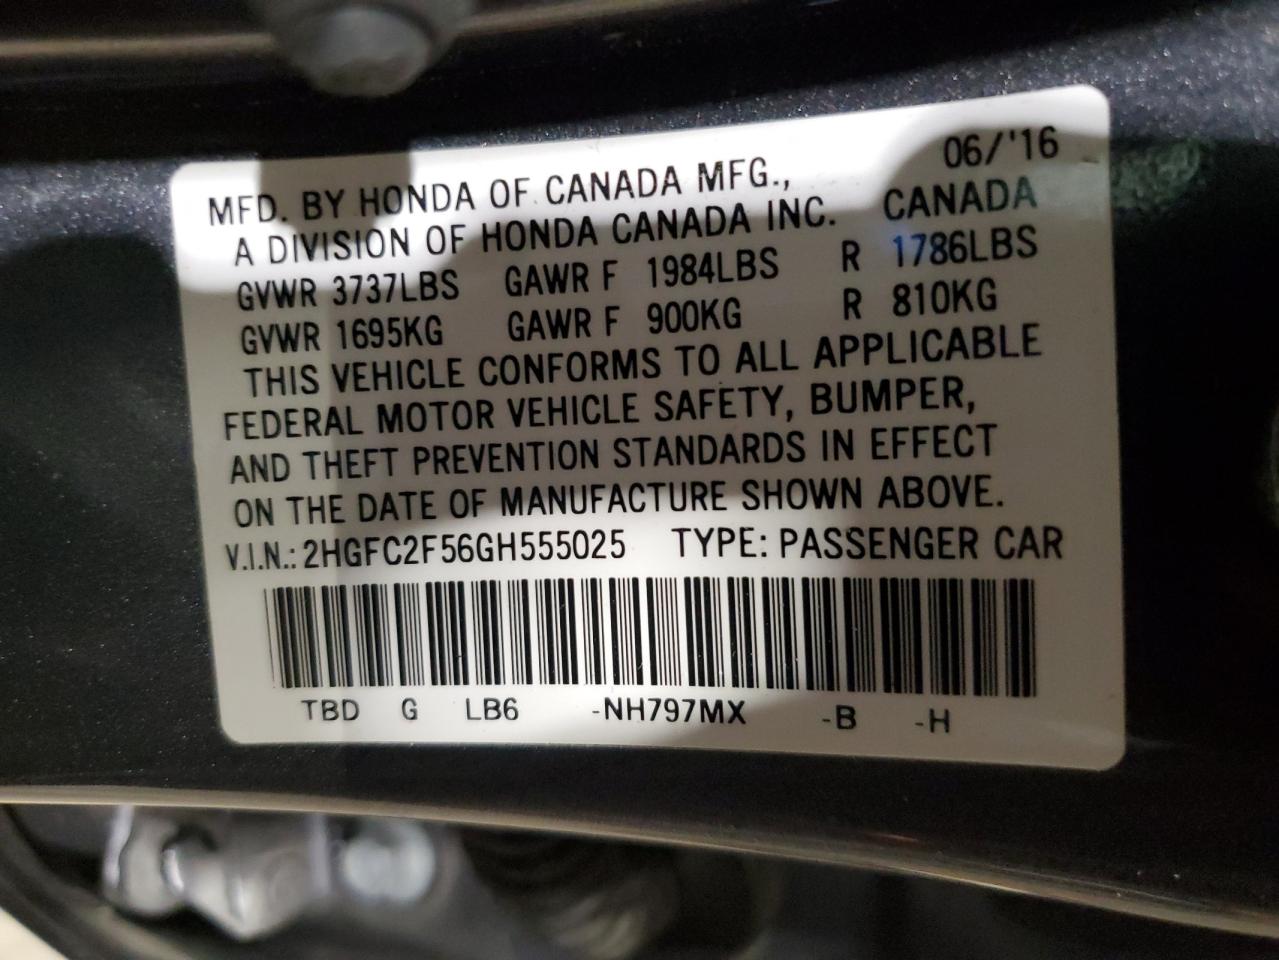 06/'16
MFD. BY HONDA OF CANADA MFG.,
A DIVISION OF HONDA CANADA INC. CANADA
GVWR 3737LBS GAWR F 1984LBS R 1786LBS
GVWR 1695KG GAWR F 900KG R 810KG
THIS VEHICLE CONFORMS TO ALL APPLICABLE
FEDERAL MOTOR VEHICLE SAFETY, BUMPER,
AND THEFT PREVENTION STANDARDS IN EFFECT
ON THE DATE OF MANUFACTURE SHOWN ABOVE.
V.I.N.: 2HGFC2F56GH555025 TYPE: PASSENGER CAR
TBD G LB6 -NH797MX -B -H